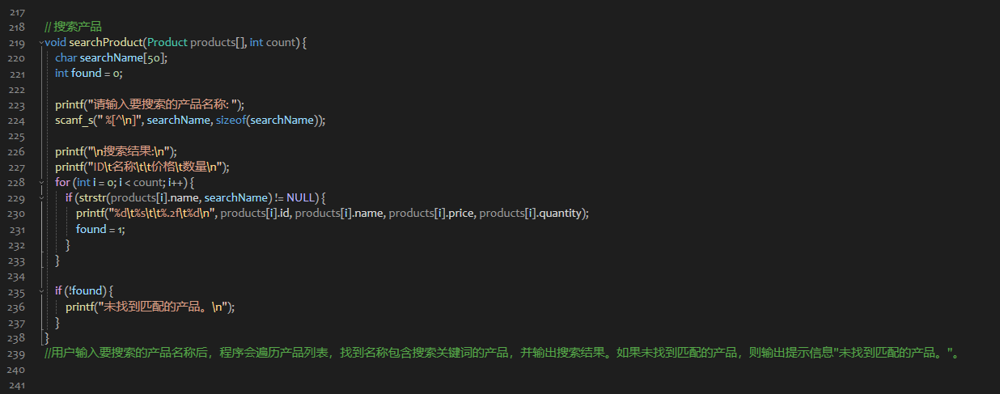 217
218 // 搜索产品
219 void searchProduct(Product products[], int count) {
220 char searchName[50];
221 int found = 0;
222
223 printf("请输入要搜索的产品名称: ");
224 scanf_s(" %[^\n]", searchName, sizeof(searchName));
225
226 printf("\n搜索结果:\n");
227 printf("ID\t名称\t\t价格\t数量\n");
228 for (int i = 0; i < count; i++) {
229 if (strstr(products[i].name, searchName) != NULL) {
230 printf("%d\t%s\t\t%.2f\t%d\n", products[i].id, products[i].name, products[i].price, products[i].quantity);
231 found = 1;
232 }
233 }
234
235 if (!found) {
236 printf("未找到匹配的产品。\n");
237 }
238 }
239 //用户输入要搜索的产品名称后，程序会遍历产品列表，找到名称包含搜索关键词的产品，并输出搜索结果。如果未找到匹配的产品，则输出提示信息"未找到匹配的产品。"。
240
241